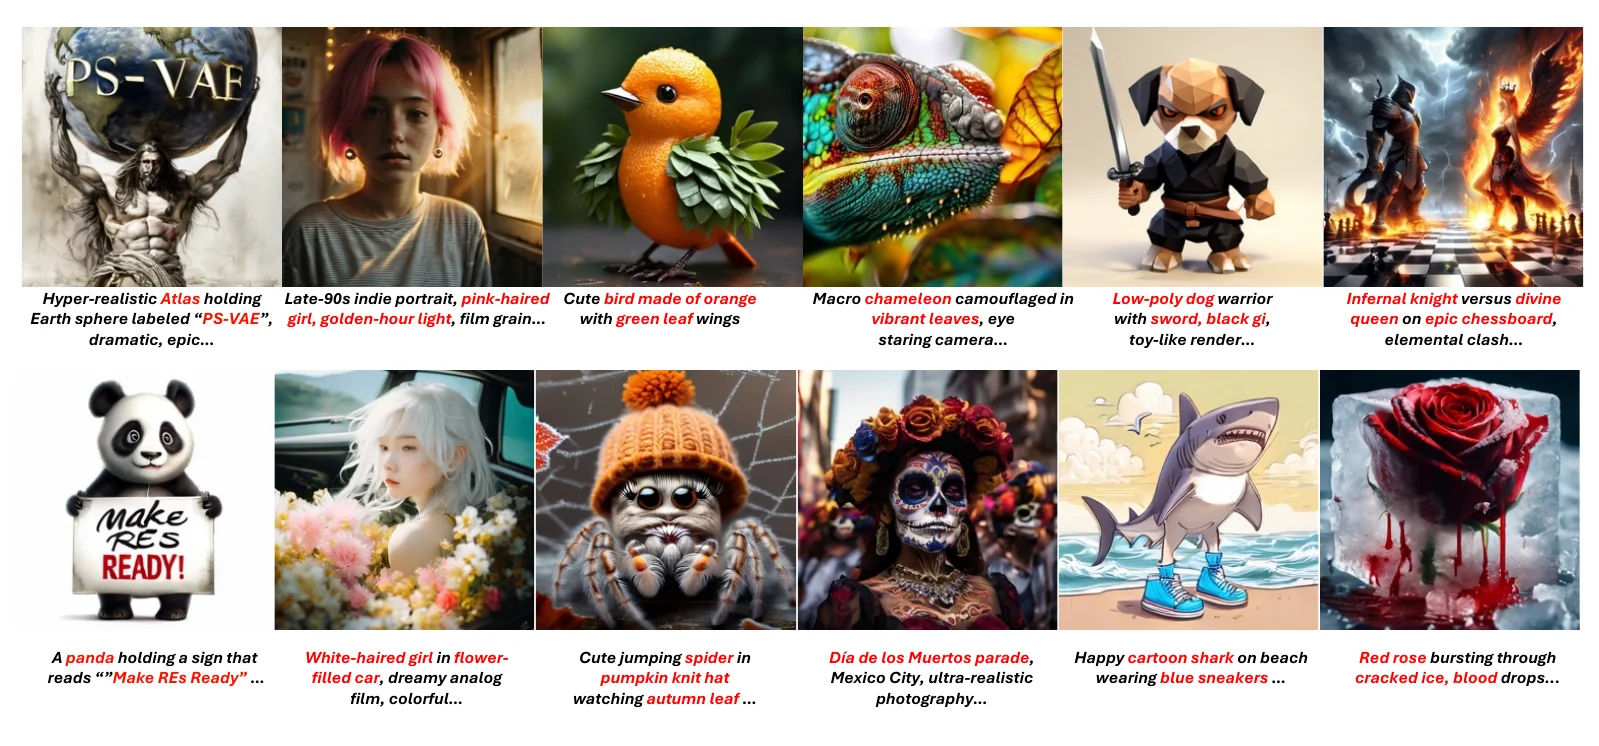 PS-VAE
Hyper-realistic Atlas holding
Earth sphere labeled “PS-VAE”,
dramatic, epic...
Late-90s indie portrait, pink-haired
girl, golden-hour light, film grain...
Cute bird made of orange
with green leaf wings
Macro chameleon camouflaged in
vibrant leaves, eye
staring camera...
Low-poly dog warrior
with sword, black gi,
toy-like render...
Infernal knight versus divine
queen on epic chessboard,
elemental clash...
Make
REs
READY!
A panda holding a sign that
reads “”Make REs Ready” ...
White-haired girl in flower-
filled car, dreamy analog
film, colorful...
Cute jumping spider in
pumpkin knit hat
watching autumn leaf ...
Día de los Muertos parade,
Mexico City, ultra-realistic
photography...
Happy cartoon shark on beach
wearing blue sneakers ...
Red rose bursting through
cracked ice, blood drops...